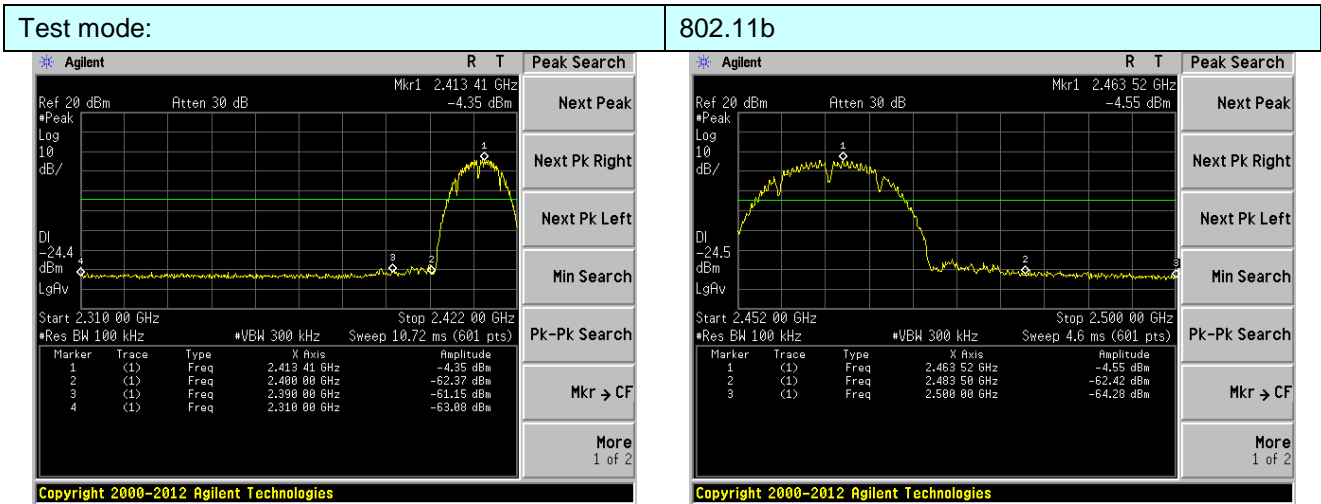 Test mode: 802.11b
Agilent R T Peak Search
Mkr1 2.413 41 GHz
Ref 20 dBm Atten 30 dB -4.35 dBm
#Peak
Log
10
dB/
1
DI
-24.4
dBm
LgAv
4
3
2
Start 2.310 00 GHz Stop 2.422 00 GHz
#Res BW 100 kHz #VBW 300 kHz Sweep 10.72 ms (601 pts)
Marker Trace Type X Axis Amplitude
1 (1) Freq 2.413 41 GHz -4.35 dBm
2 (1) Freq 2.400 00 GHz -62.37 dBm
3 (1) Freq 2.390 00 GHz -61.15 dBm
4 (1) Freq 2.310 00 GHz -63.08 dBm
Next Peak
Next Pk Right
Next Pk Left
Min Search
Pk-Pk Search
Mkr → CF
More
1 of 2
Copyright 2000-2012 Agilent Technologies
Agilent R T Peak Search
Mkr1 2.463 52 GHz
Ref 20 dBm Atten 30 dB -4.55 dBm
#Peak
Log
10
dB/
1
DI
-24.5
dBm
LgAv
2
3
Start 2.452 00 GHz Stop 2.500 00 GHz
#Res BW 100 kHz #VBW 300 kHz Sweep 4.6 ms (601 pts)
Marker Trace Type X Axis Amplitude
1 (1) Freq 2.463 52 GHz -4.55 dBm
2 (1) Freq 2.483 50 GHz -62.42 dBm
3 (1) Freq 2.500 00 GHz -64.28 dBm
Next Peak
Next Pk Right
Next Pk Left
Min Search
Pk-Pk Search
Mkr → CF
More
1 of 2
Copyright 2000-2012 Agilent Technologies